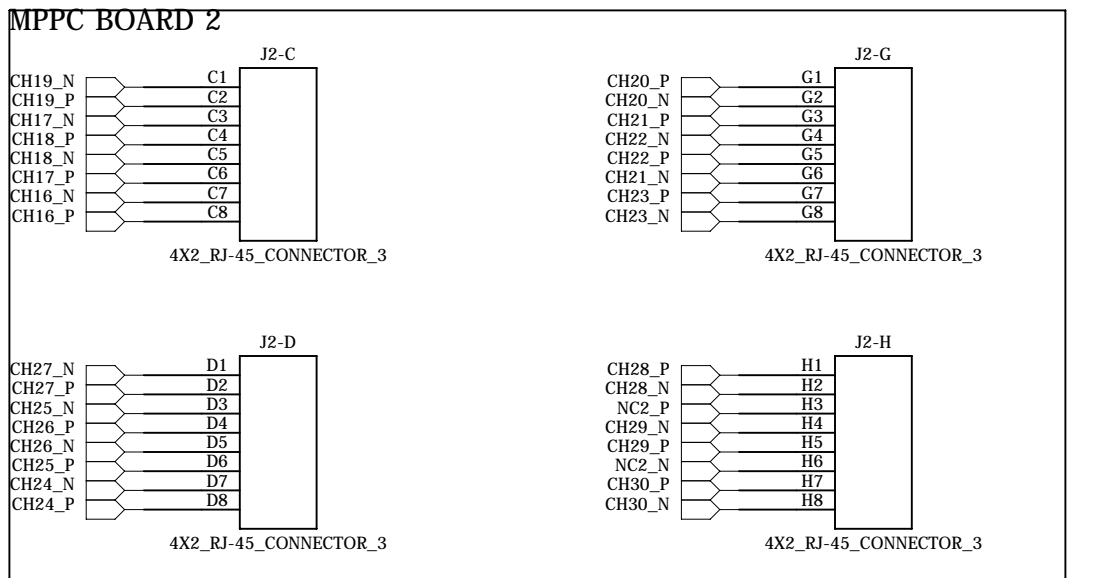 MPPC BOARD 2
J2-C
CH19_N C1
CH19_P C2
CH17_N C3
CH18_P C4
CH18_N C5
CH17_P C6
CH16_N C7
CH16_P C8
4X2_RJ-45_CONNECTOR_3
J2-G
CH20_P G1
CH20_N G2
CH21_P G3
CH22_N G4
CH22_P G5
CH21_N G6
CH23_P G7
CH23_N G8
4X2_RJ-45_CONNECTOR_3
J2-D
CH27_N D1
CH27_P D2
CH25_N D3
CH26_P D4
CH26_N D5
CH25_P D6
CH24_N D7
CH24_P D8
4X2_RJ-45_CONNECTOR_3
J2-H
CH28_P H1
CH28_N H2
NC2_P H3
CH29_N H4
CH29_P H5
NC2_N H6
CH30_P H7
CH30_N H8
4X2_RJ-45_CONNECTOR_3